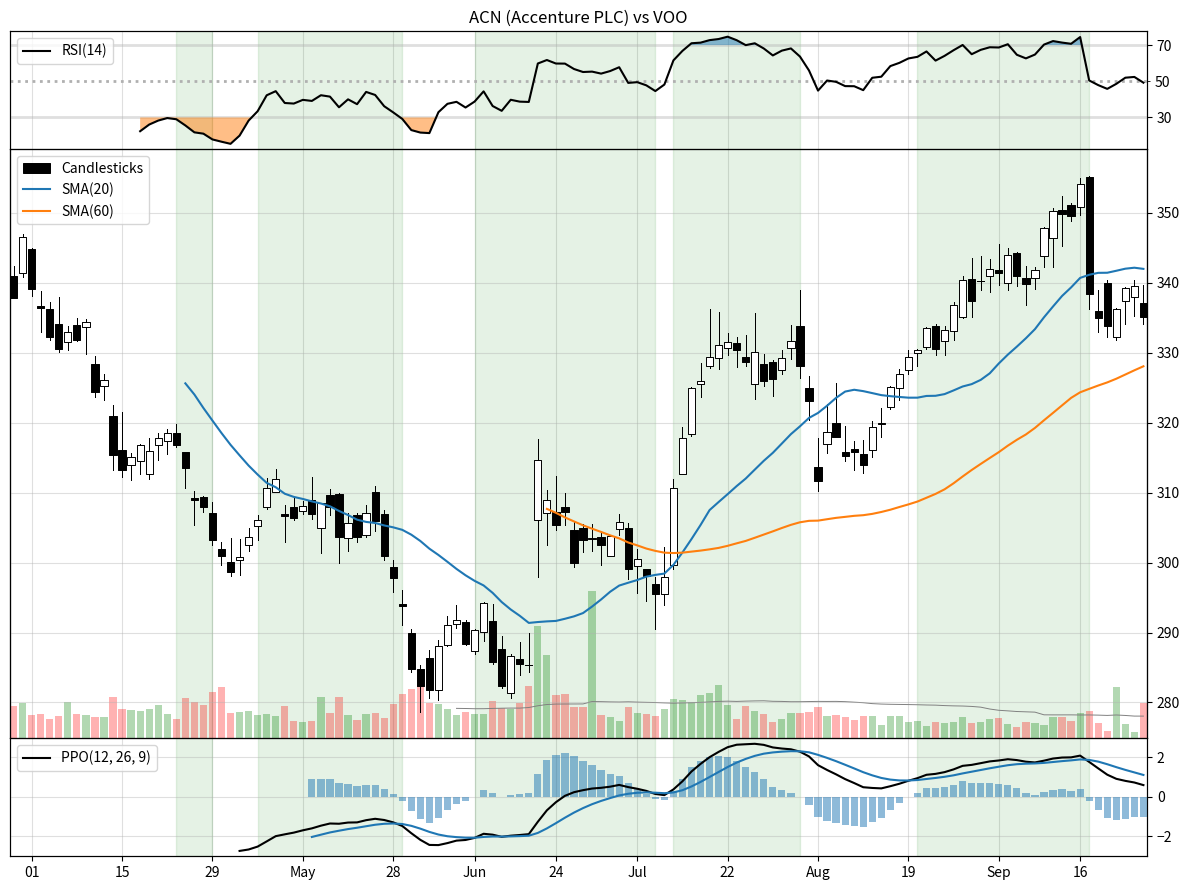 ACN (Accenture PLC) vs VOO
RSI(14)
70
50
30
Candlesticks
SMA(20)
SMA(60)
350
340
330
320
310
300
290
280
PPO(12, 26, 9)
2
0
−2
01 15 29 May 28 Jun 24 Jul 22 Aug 19 Sep 16